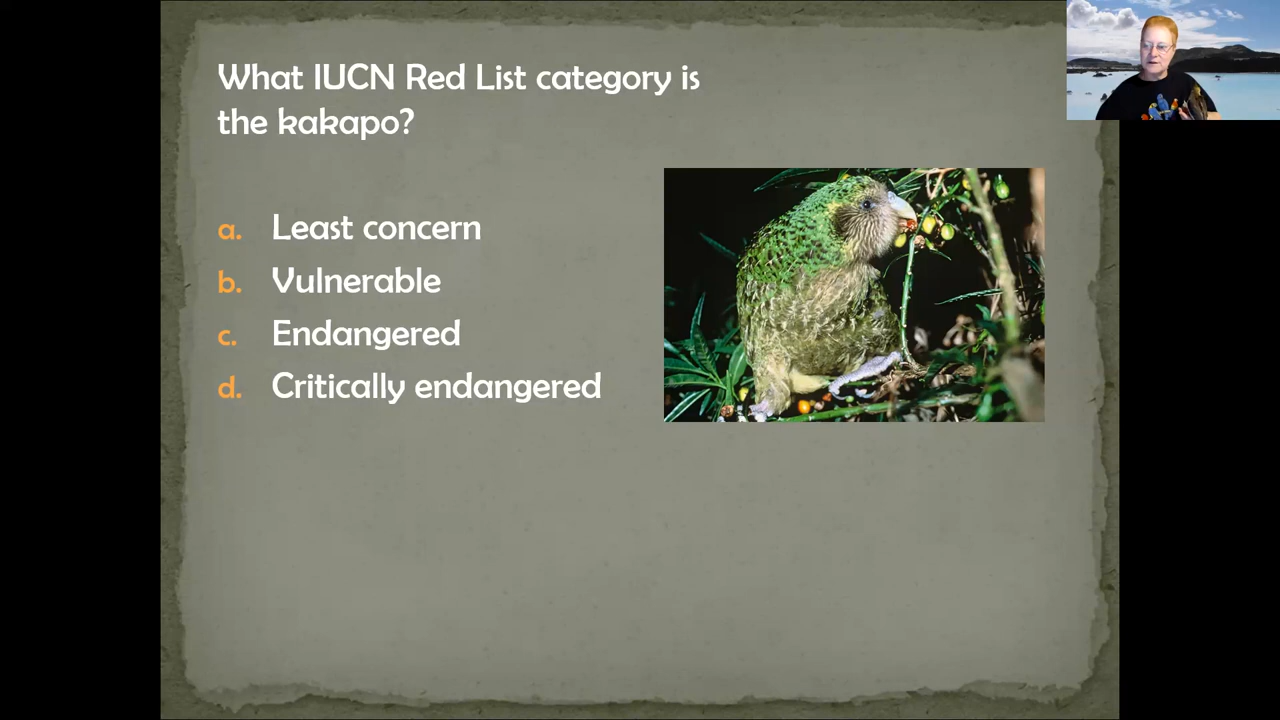 What IUCN Red List category is
the kakapo?
a. Least concern
b. Vulnerable
c. Endangered
d. Critically endangered